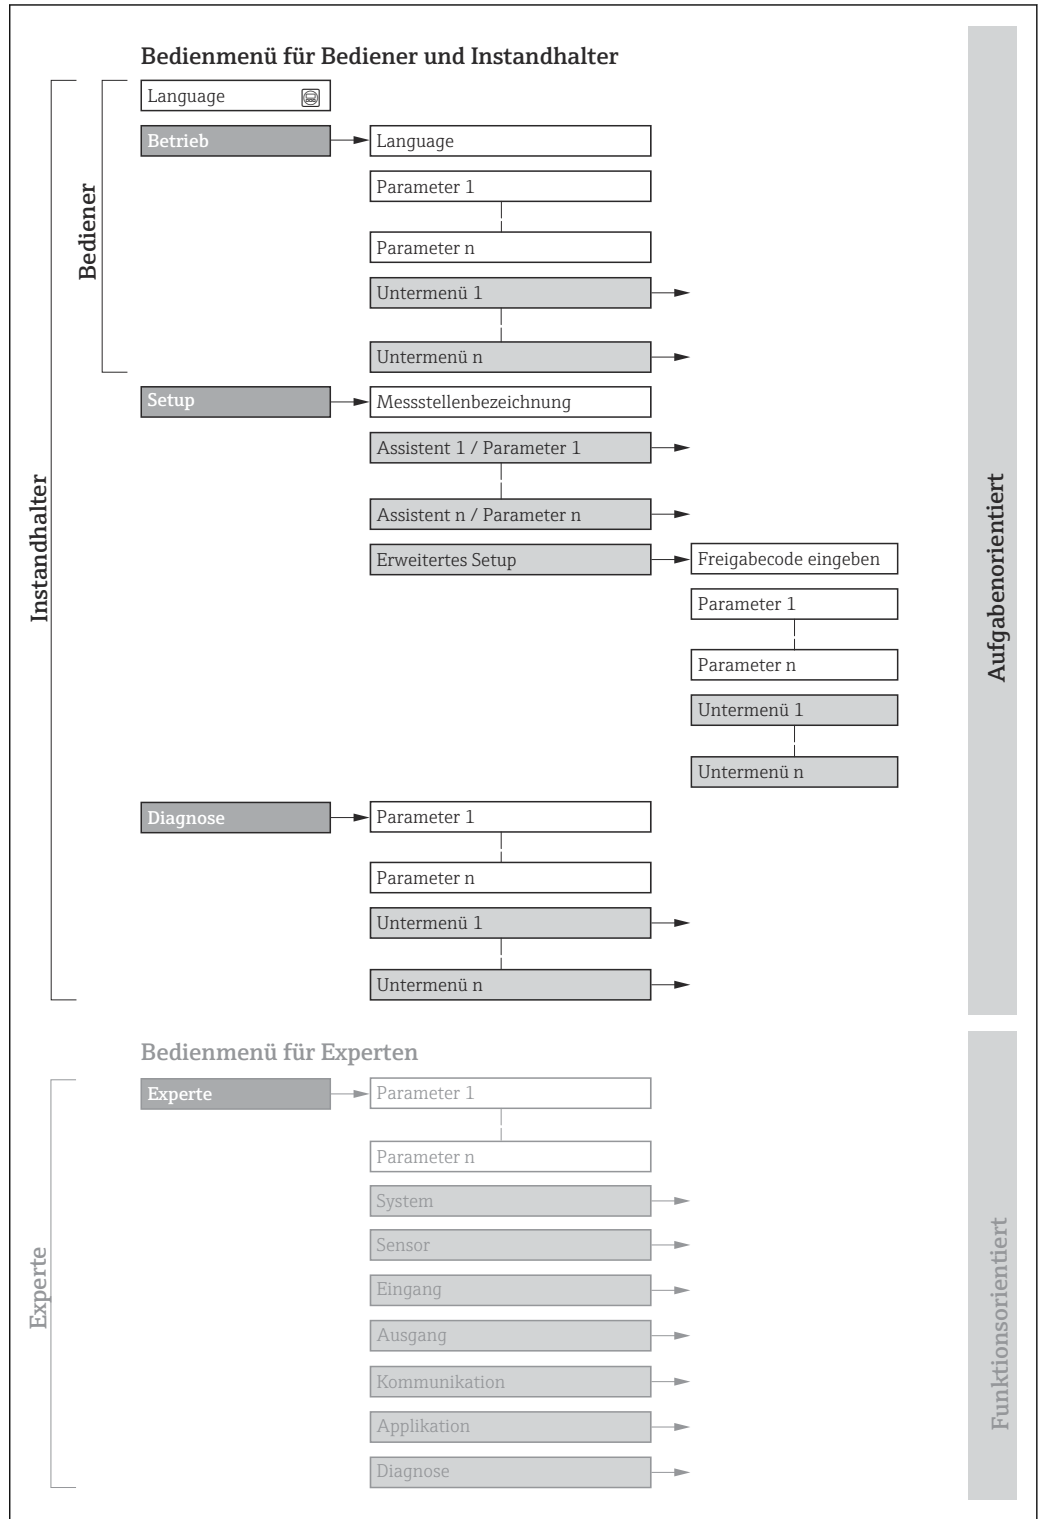 Bedienmenü für Bediener und Instandhalter
Language
Betrieb
Language
Parameter 1
Parameter n
Untermenü 1
Untermenü n
Bediener
Setup
Messstellenbezeichnung
Assistent 1 / Parameter 1
Assistent n / Parameter n
Erweitertes Setup
Freigabecode eingeben
Parameter 1
Parameter n
Untermenü 1
Untermenü n
Instandhalter
Aufgabenorientiert
Diagnose
Parameter 1
Parameter n
Untermenü 1
Untermenü n
Bedienmenü für Experten
Experte
Parameter 1
Parameter n
System
Sensor
Eingang
Ausgang
Kommunikation
Applikation
Diagnose
Experte
Funktionsorientiert